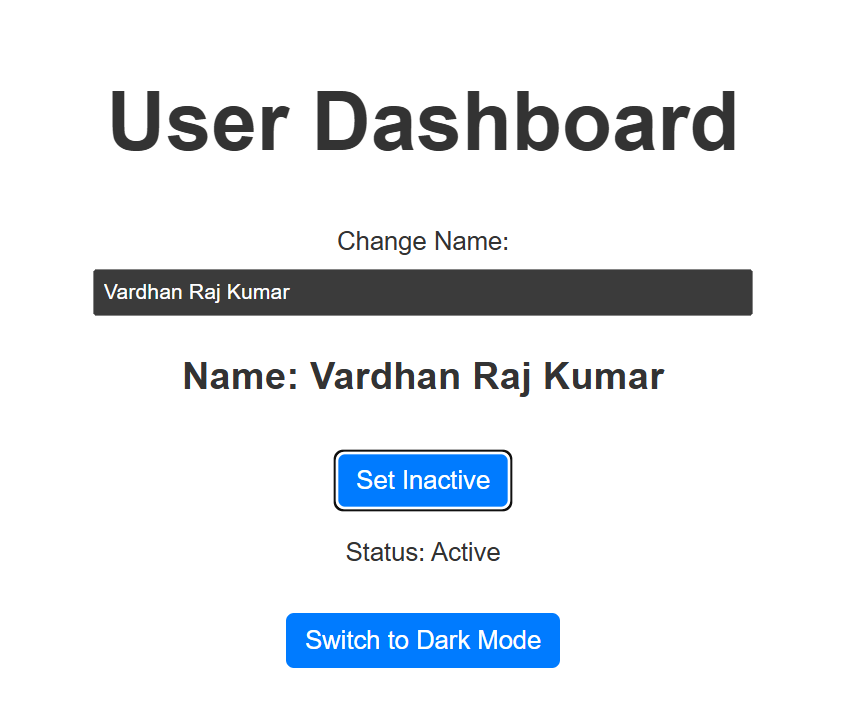 User Dashboard
Change Name:
Vardhan Raj Kumar
Name: Vardhan Raj Kumar
Set Inactive
Status: Active
Switch to Dark Mode